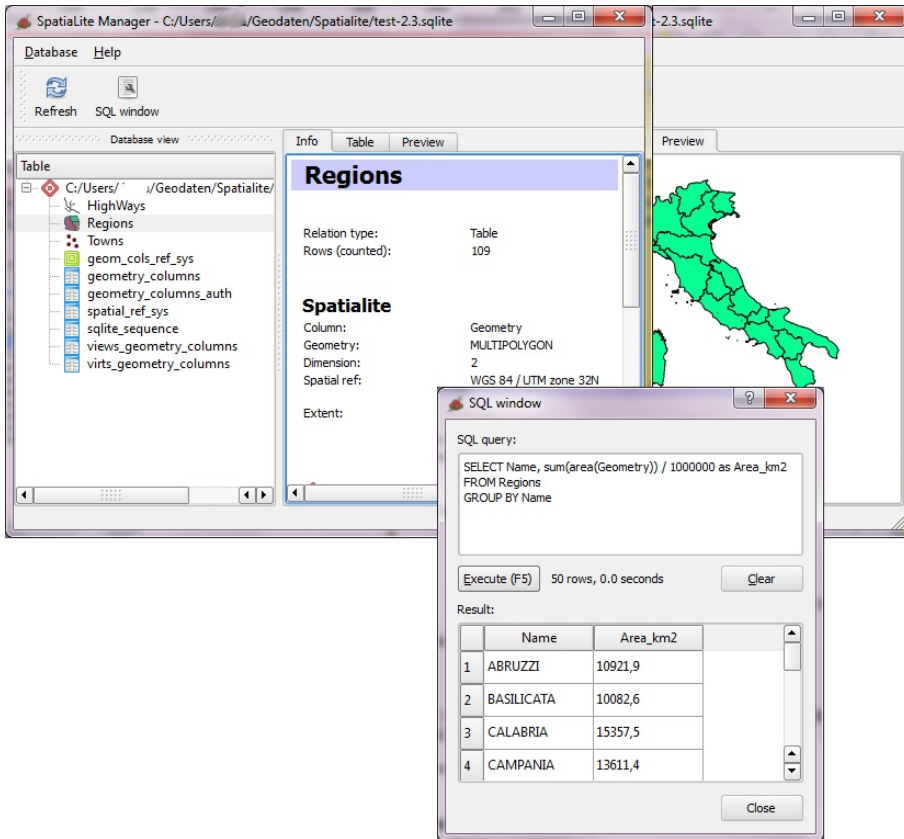 SpatiaLite Manager - C:/Users/ /Geodaten/Spatialite/test-2.3.sqlite
t-2.3.sqlite
Database Help
Refresh SQL window
Database view
Table
C:/Users/ /Geodaten/Spatialite/
HighWays
Regions
Towns
geom_cols_ref_sys
geometry_columns
geometry_columns_auth
spatial_ref_sys
sqlite_sequence
views_geometry_columns
virts_geometry_columns
Info Table Preview
Regions
Relation type: Table
Rows (counted): 109
Spatialite
Column: Geometry
Geometry: MULTIPOLYGON
Dimension: 2
Spatial ref: WGS 84 / UTM zone 32N
Extent:
Preview
SQL window
SQL query:
SELECT Name, sum(area(Geometry)) / 1000000 as Area_km2
FROM Regions
GROUP BY Name
Execute (F5) 50 rows, 0.0 seconds Clear
Result:
Name Area_km2
1 ABRUZZI 10921,9
2 BASILICATA 10082,6
3 CALABRIA 15357,5
4 CAMPANIA 13611,4
Close